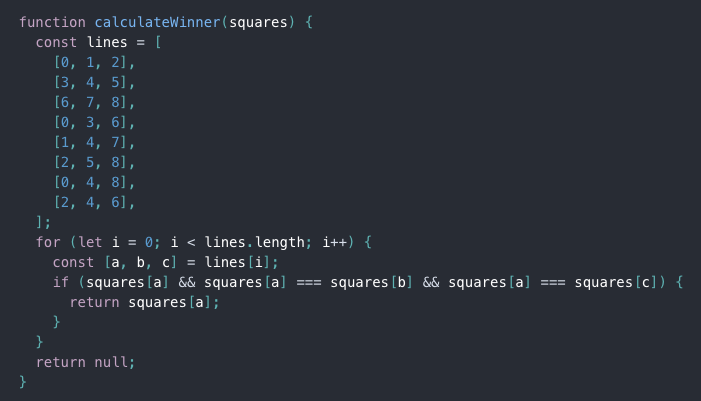 function calculateWinner(squares) {
  const lines = [
    [0, 1, 2],
    [3, 4, 5],
    [6, 7, 8],
    [0, 3, 6],
    [1, 4, 7],
    [2, 5, 8],
    [0, 4, 8],
    [2, 4, 6],
  ];
  for (let i = 0; i < lines.length; i++) {
    const [a, b, c] = lines[i];
    if (squares[a] && squares[a] === squares[b] && squares[a] === squares[c]) {
      return squares[a];
    }
  }
  return null;
}